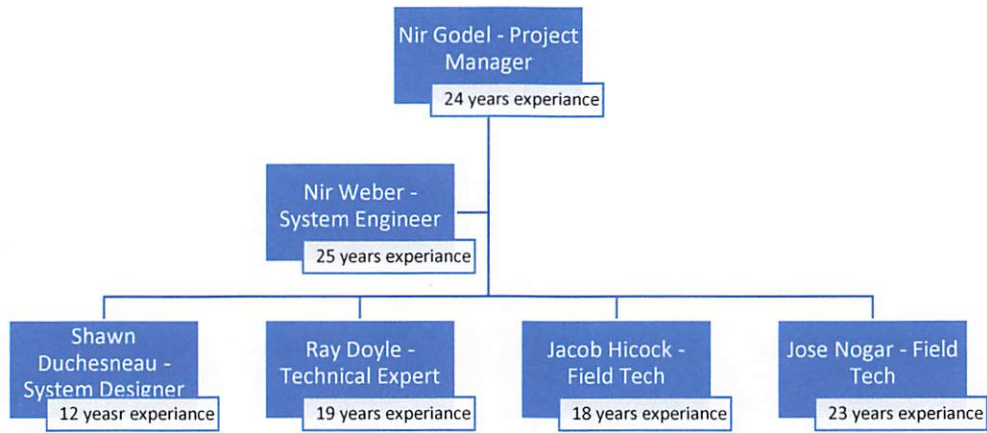 Nir Godel - Project
Manager
24 years experiance
Nir Weber -
System Engineer
25 years experiance
Shawn
Duchesneau -
System Designer
12 yeasr experiance
Ray Doyle -
Technical Expert
19 years experiance
Jacob Hicock -
Field Tech
18 years experiance
Jose Nogar - Field
Tech
23 years experiance